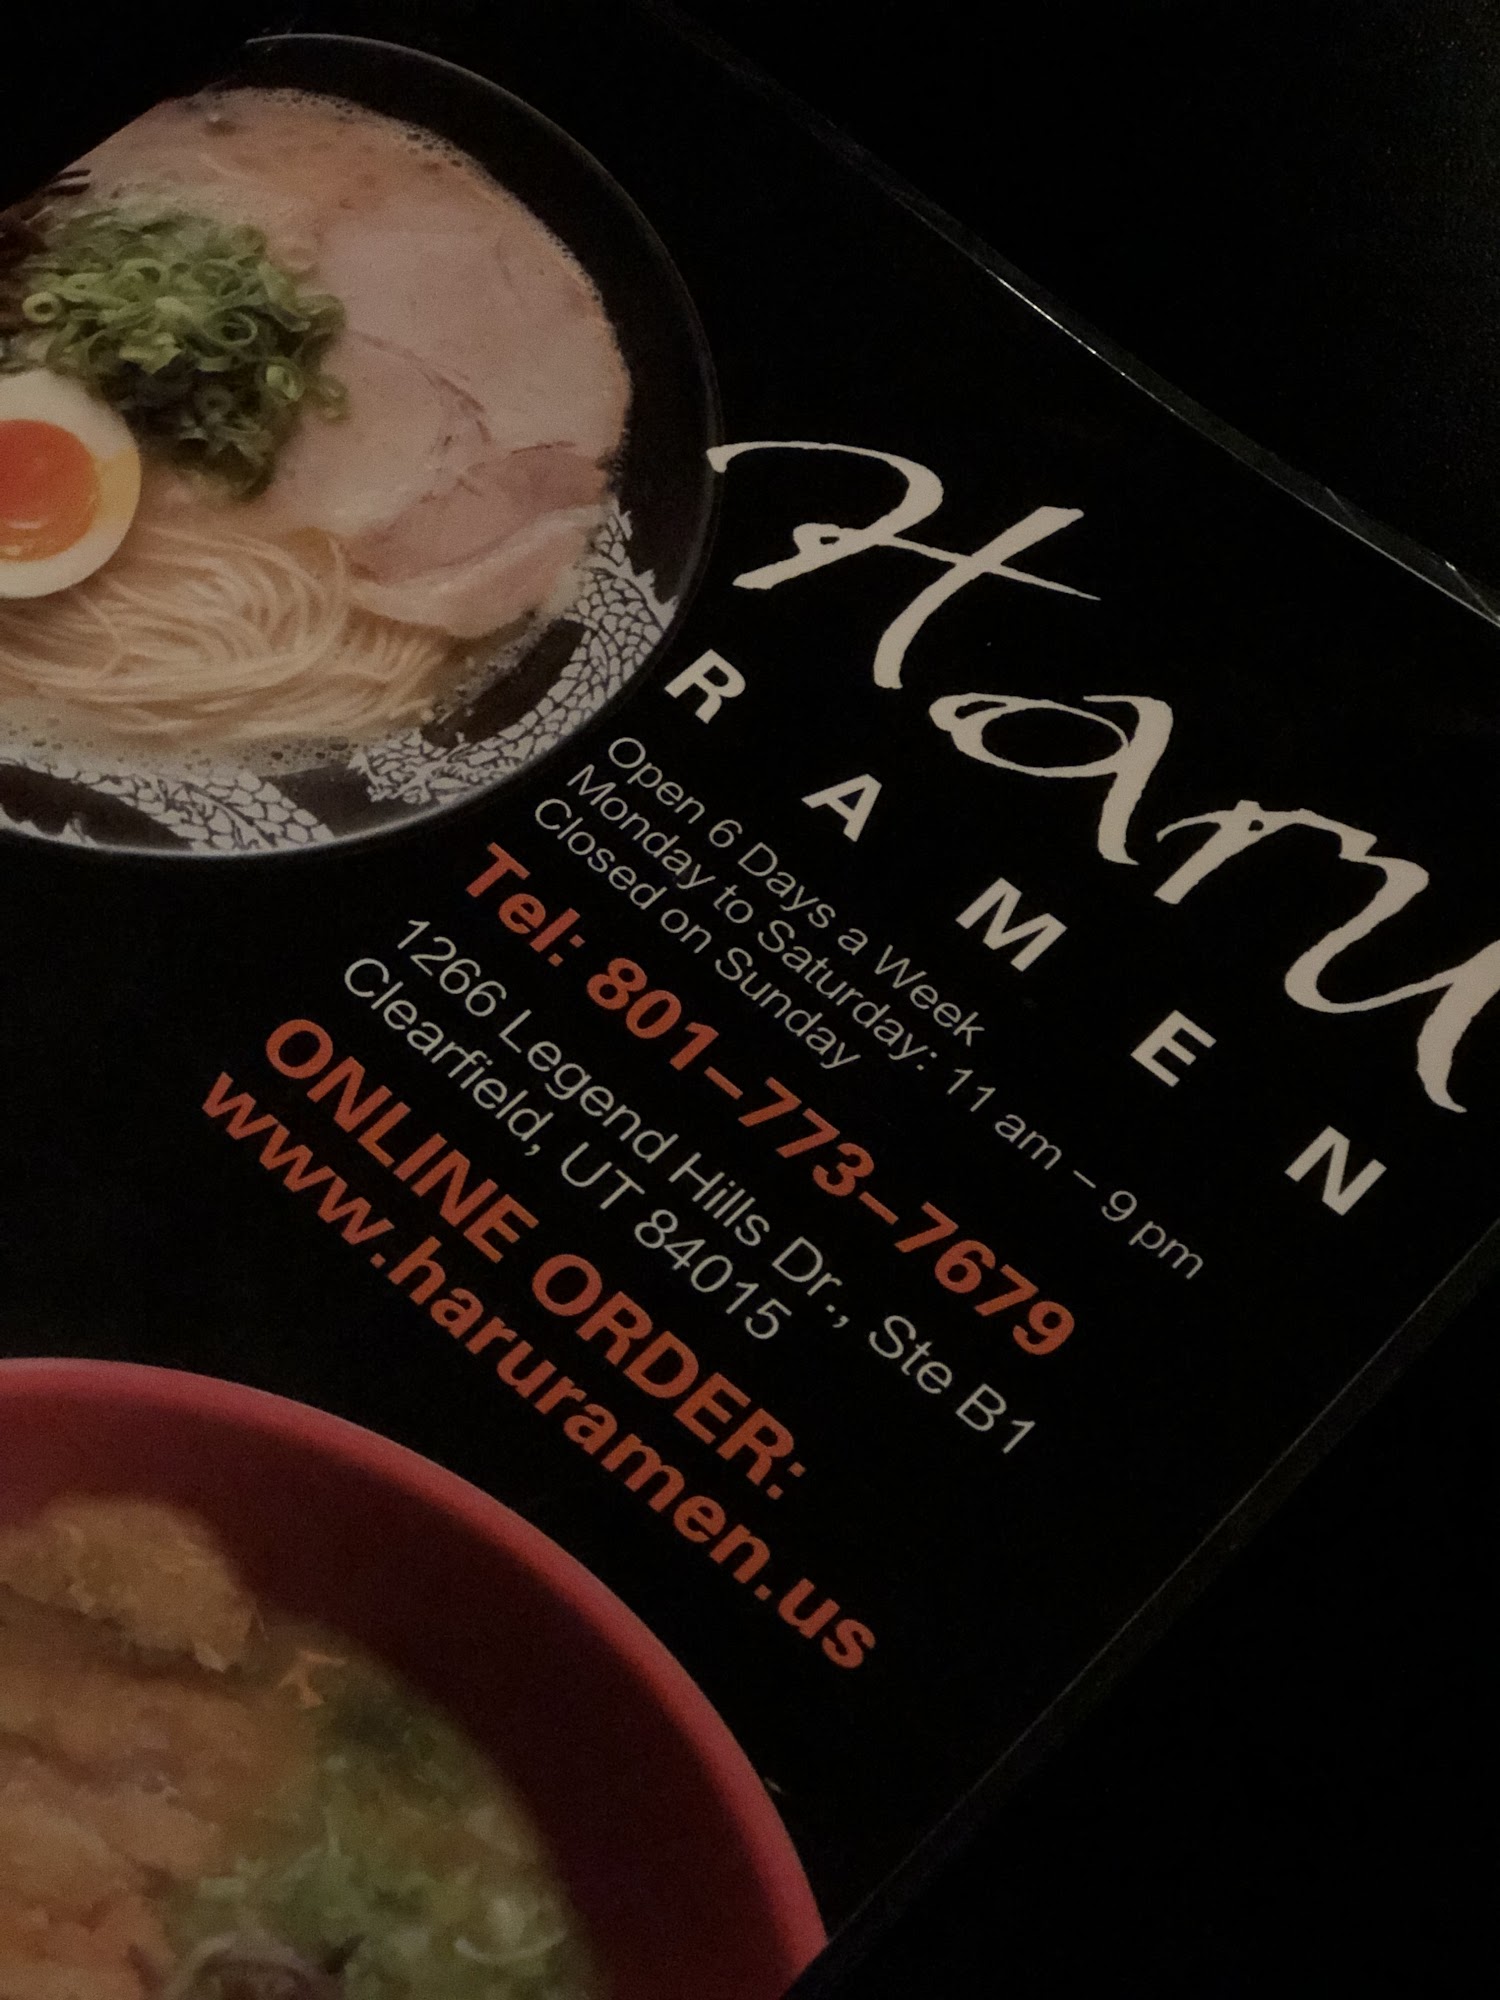 Haru
RAMEN
Open 6 Days a Week
Monday to Saturday: 11 am – 9 pm
Closed on Sunday
Tel: 801–773–7679
1266 Legend Hills Dr., Ste B1
Clearfield, UT 84015
ONLINE ORDER:
www.haruramen.us